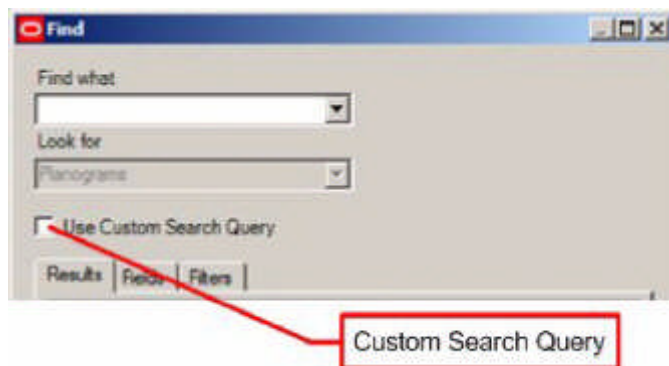 Find
Find what
Look for
Planograms
Use Custom Search Query
Results Fields Filters
Custom Search Query